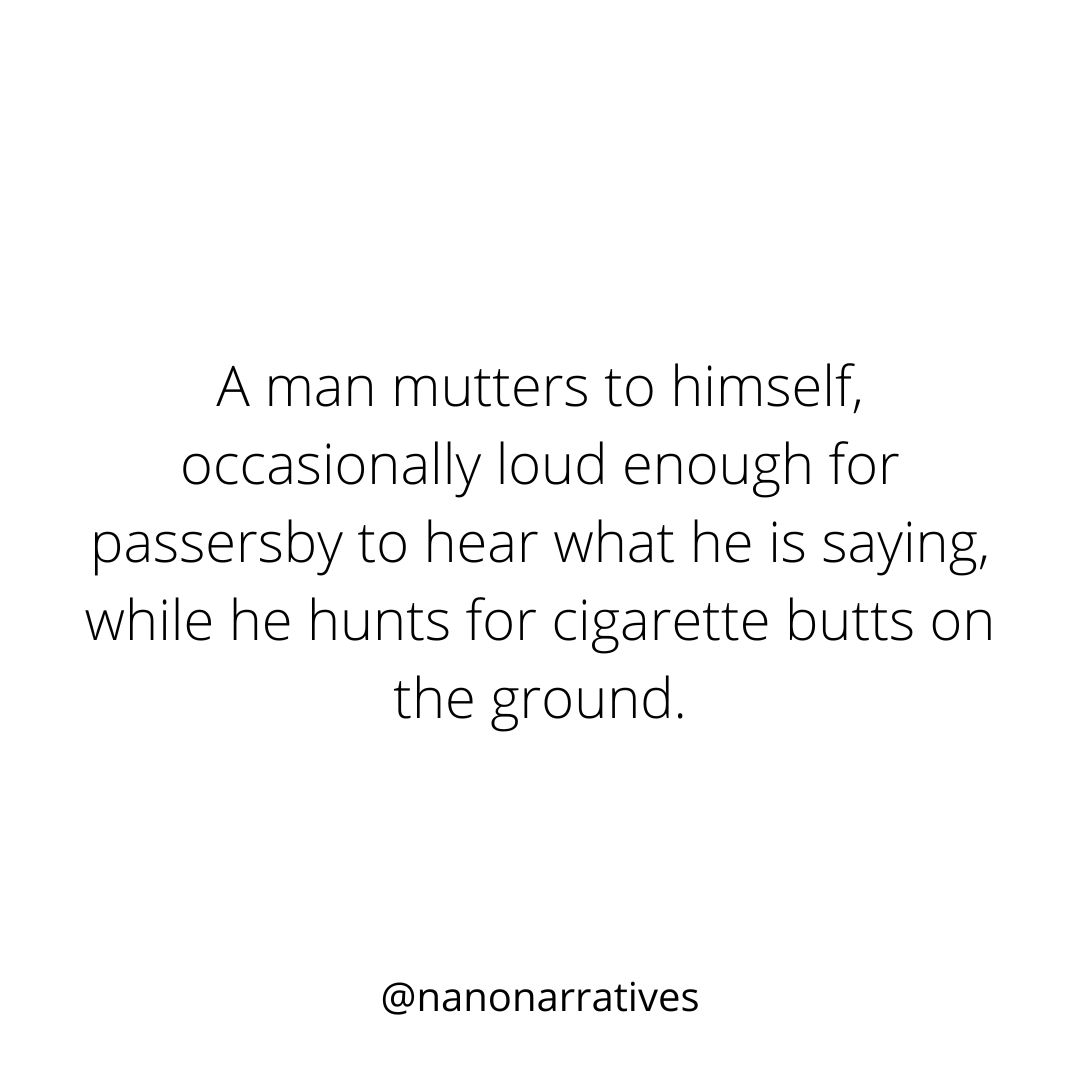 A man mutters to himself,
occasionally loud enough for
passersby to hear what he is saying,
while he hunts for cigarette butts on
the ground.
@nanonarratives